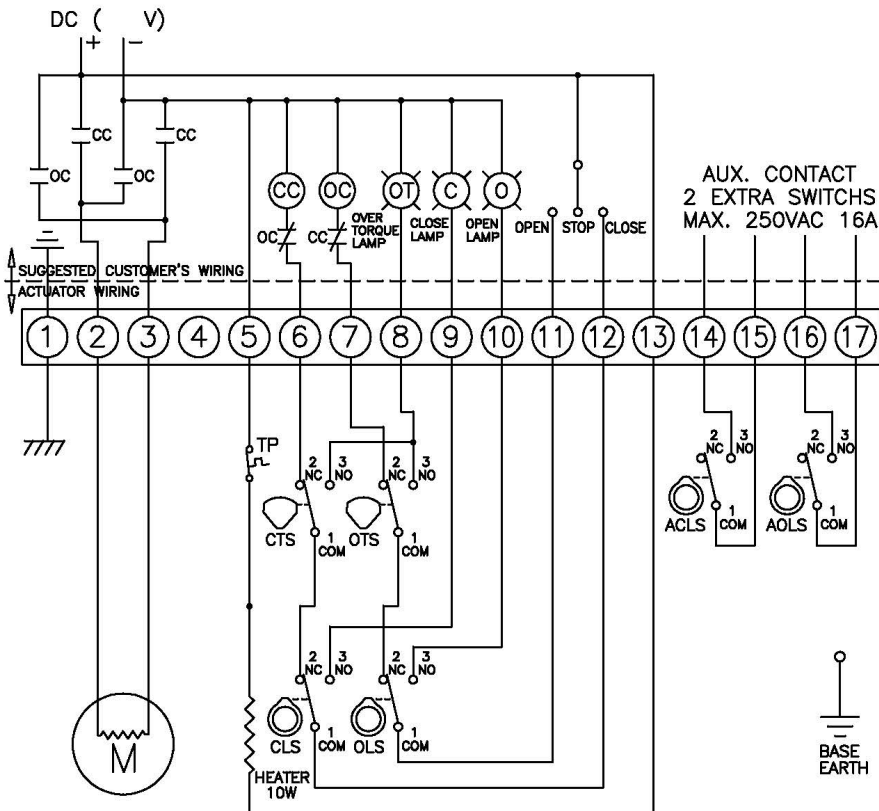 DC ( V)
+ −
CC CC
OC OC
CC OC OT C O
OC CC
OVER
TORQUE
LAMP
CLOSE
LAMP
OPEN
LAMP
OPEN STOP CLOSE
AUX. CONTACT
2 EXTRA SWITCHS
MAX. 250VAC 16A
SUGGESTED CUSTOMER'S WIRING
ACTUATOR WIRING
1 2 3 4 5 6 7 8 9 10 11 12 13 14 15 16 17
TP
2 NC 3 NO
1 COM
CTS
2 NC 3 NO
1 COM
OTS
2 NC 3 NO
1 COM
ACLS
2 NC 3 NO
1 COM
AOLS
2 NC 3 NO
1 COM
CLS
2 NC 3 NO
1 COM
OLS
M
HEATER
10W
BASE
EARTH